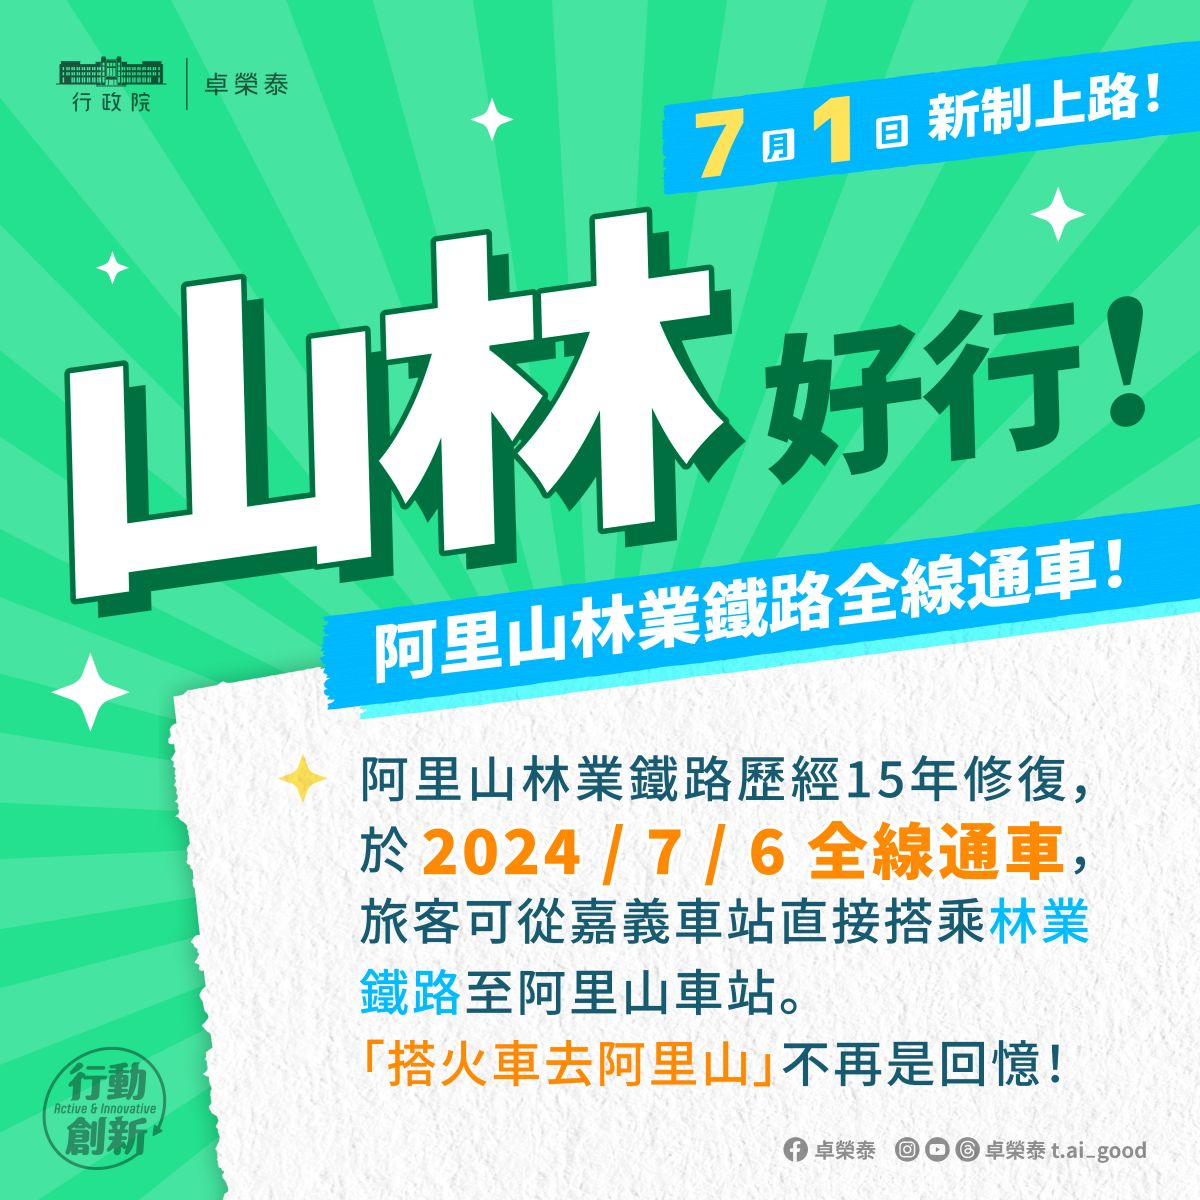 行政院
卓榮泰
7月1日 新制上路！
山林好行！
阿里山林業鐵路全線通車！
阿里山林業鐵路歷經15年修復，
於 2024 / 7 / 6 全線通車，
旅客可從嘉義車站直接搭乘林業
鐵路至阿里山車站。
「搭火車去阿里山」不再是回憶！
行動
Active & Innovative
創新
卓榮泰 卓榮泰 t.ai_good